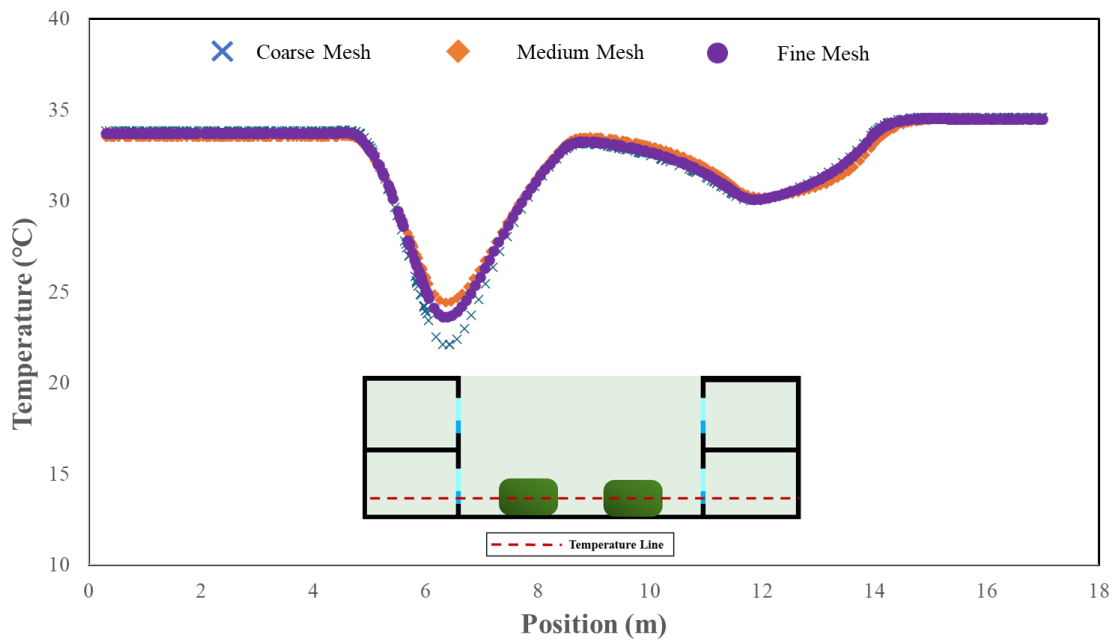 40
35
30
25
20
15
10
Temperature (°C)
Coarse Mesh
Medium Mesh
Fine Mesh
Temperature Line
0 2 4 6 8 10 12 14 16 18
Position (m)